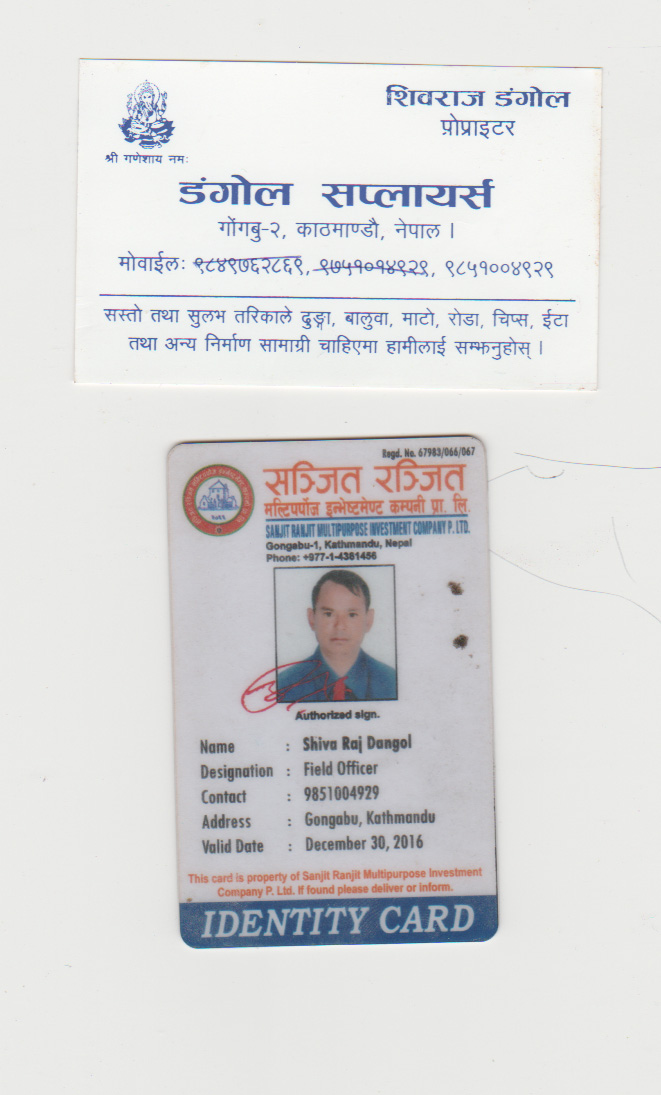 शिवराज डंगोल
प्रोप्राइटर
श्री गणेशाय नमः
डंगोल सप्लायर्स
गोंगबु-२, काठमाण्डौ, नेपाल ।
मोवाईलः ९८४९७६२८६९, ९७५१०१४९२९, ९८५१००४९२९
सस्तो तथा सुलभ तरिकाले ढुङ्गा, बालुवा, माटो, रोडा, चिप्स, ईटा
तथा अन्य निर्माण सामाग्री चाहिएमा हामीलाई सम्झनुहोस् ।
Regd. No. 67983/066/067
सञ्जित रञ्जित
मल्टिपर्पोज इन्भेष्टमेण्ट कम्पनी प्रा. लि.
SANJIT RANJIT MULTIPURPOSE INVESTMENT COMPANY P. LTD.
Gongabu-1, Kathmandu, Nepal
Phone: +977-1-4381456
Authorized sign.
Name : Shiva Raj Dangol
Designation : Field Officer
Contact : 9851004929
Address : Gongabu, Kathmandu
Valid Date : December 30, 2016
This card is property of Sanjit Ranjit Multipurpose Investment
Company P. Ltd. If found please deliver or inform.
IDENTITY CARD